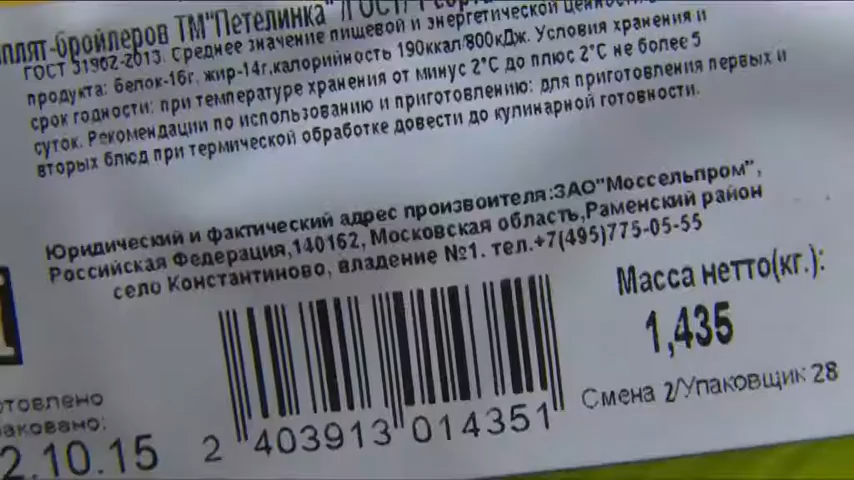 плят-бройлеров ТМ"Петелинка"
ГОСТ 31962-2013. Среднее значение пищевой и энергетической ценности
продукта: белок-16г, жир-14г,калорийность 190ккал/800кДж. Условия хранения и
срок годности: при температуре хранения от минус 2°С до плюс 2°С не более 5
суток. Рекомендации по использованию и приготовлению: для приготовления первых и
вторых блюд при термической обработке довести до кулинарной готовности.
Юридический и фактический адрес произвоителя:ЗАО"Моссельпром",
Российская Федерация,140162, Московская область,Раменский район
село Константиново, владение №1. тел.+7(495)775-05-55
Масса нетто(кг.):
1,435
Смена 2/Упаковщик 28
отовлено
аковано:
2.10.15
2 403913 014351